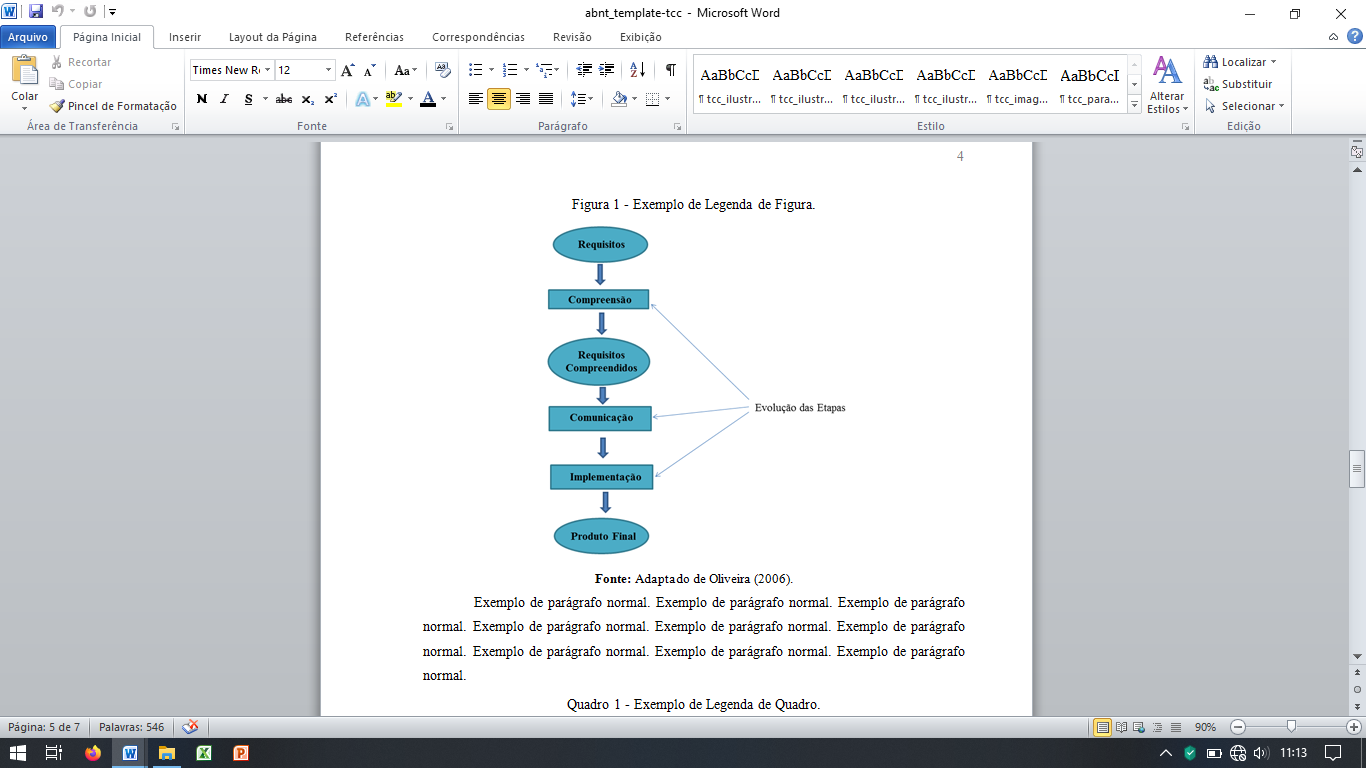 abnt_template-tcc - Microsoft Word
Arquivo Página Inicial Inserir Layout da Página Referências Correspondências Revisão Exibição
Colar
Recortar
Copiar
Pincel de Formatação
Área de Transferência
Times New Ro 12
Aa
N I S abc x₂ x² A ab A
Fonte
Parágrafo
AaBbCcI AaBbCcI AaBbCcI AaBbCcI AaBbCcI AaBbCcI
¶ tcc_ilustr... ¶ tcc_ilustr... ¶ tcc_ilustr... ¶ tcc_ilustr... ¶ tcc_imag... ¶ tcc_para...
Estilo
Alterar
Estilos
Localizar
Substituir
Selecionar
Edição
4
Figura 1 - Exemplo de Legenda de Figura.
Requisitos
Compreensão
Requisitos
Compreendidos
Evolução das Etapas
Comunicação
Implementação
Produto Final
Fonte: Adaptado de Oliveira (2006).
Exemplo de parágrafo normal. Exemplo de parágrafo normal. Exemplo de parágrafo
normal. Exemplo de parágrafo normal. Exemplo de parágrafo normal. Exemplo de parágrafo
normal. Exemplo de parágrafo normal. Exemplo de parágrafo normal. Exemplo de parágrafo
normal.
Quadro 1 - Exemplo de Legenda de Quadro.
Página: 5 de 7 Palavras: 546 90%
11:13